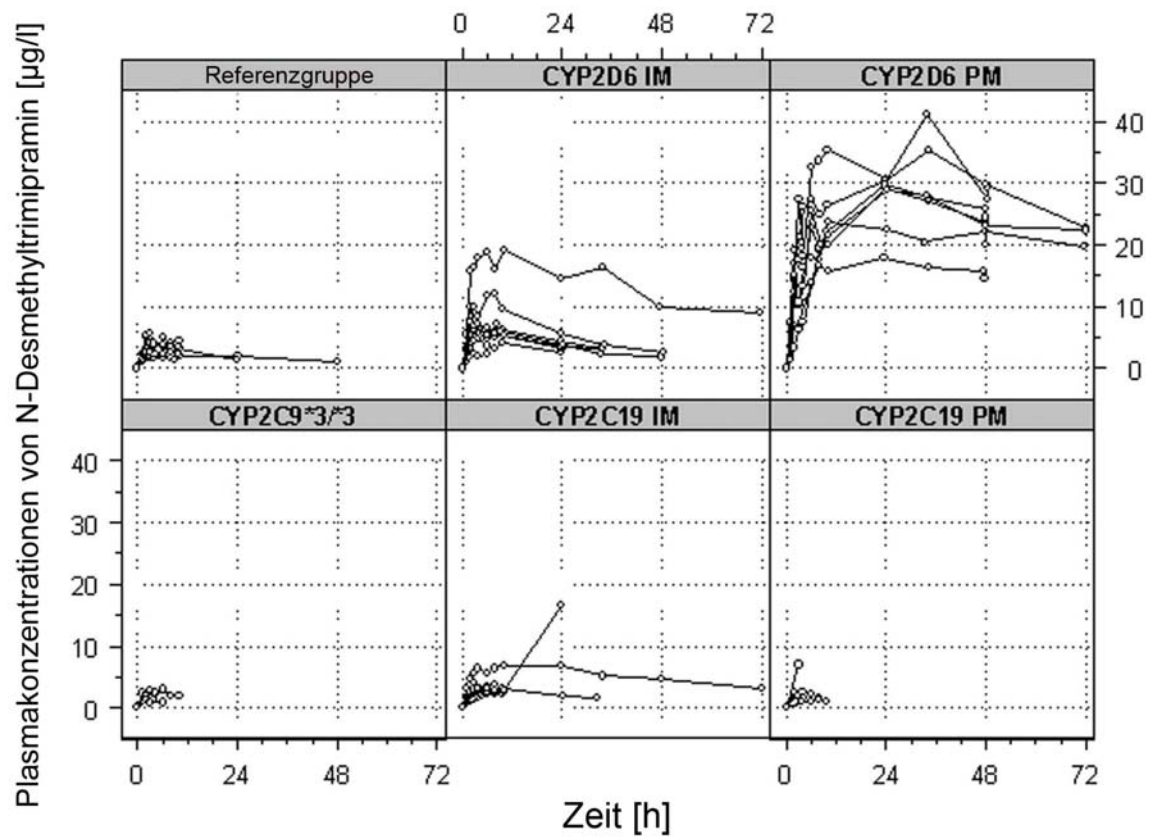 Plasmakonzentrationen von N-Desmethyltrimipramin [µg/l]
0 24 48 72
Referenzgruppe CYP2D6 IM CYP2D6 PM
40
30
20
10
0
CYP2C9*3/*3 CYP2C19 IM CYP2C19 PM
40
30
20
10
0
0 24 48 72 0 24 48 72
Zeit [h]